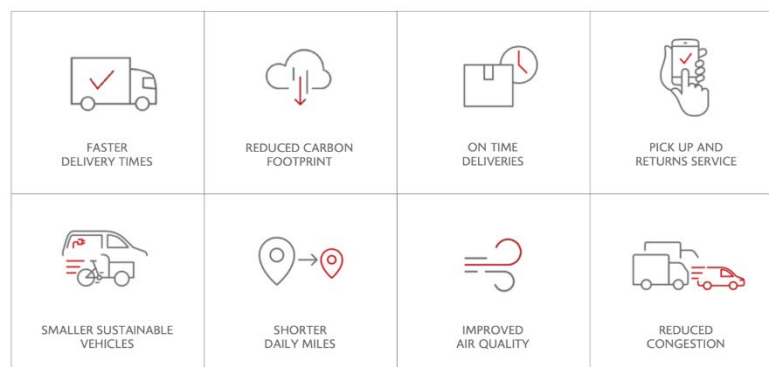 FASTER
DELIVERY TIMES
REDUCED CARBON
FOOTPRINT
ON TIME
DELIVERIES
PICK UP AND
RETURNS SERVICE
SMALLER SUSTAINABLE
VEHICLES
SHORTER
DAILY MILES
IMPROVED
AIR QUALITY
REDUCED
CONGESTION